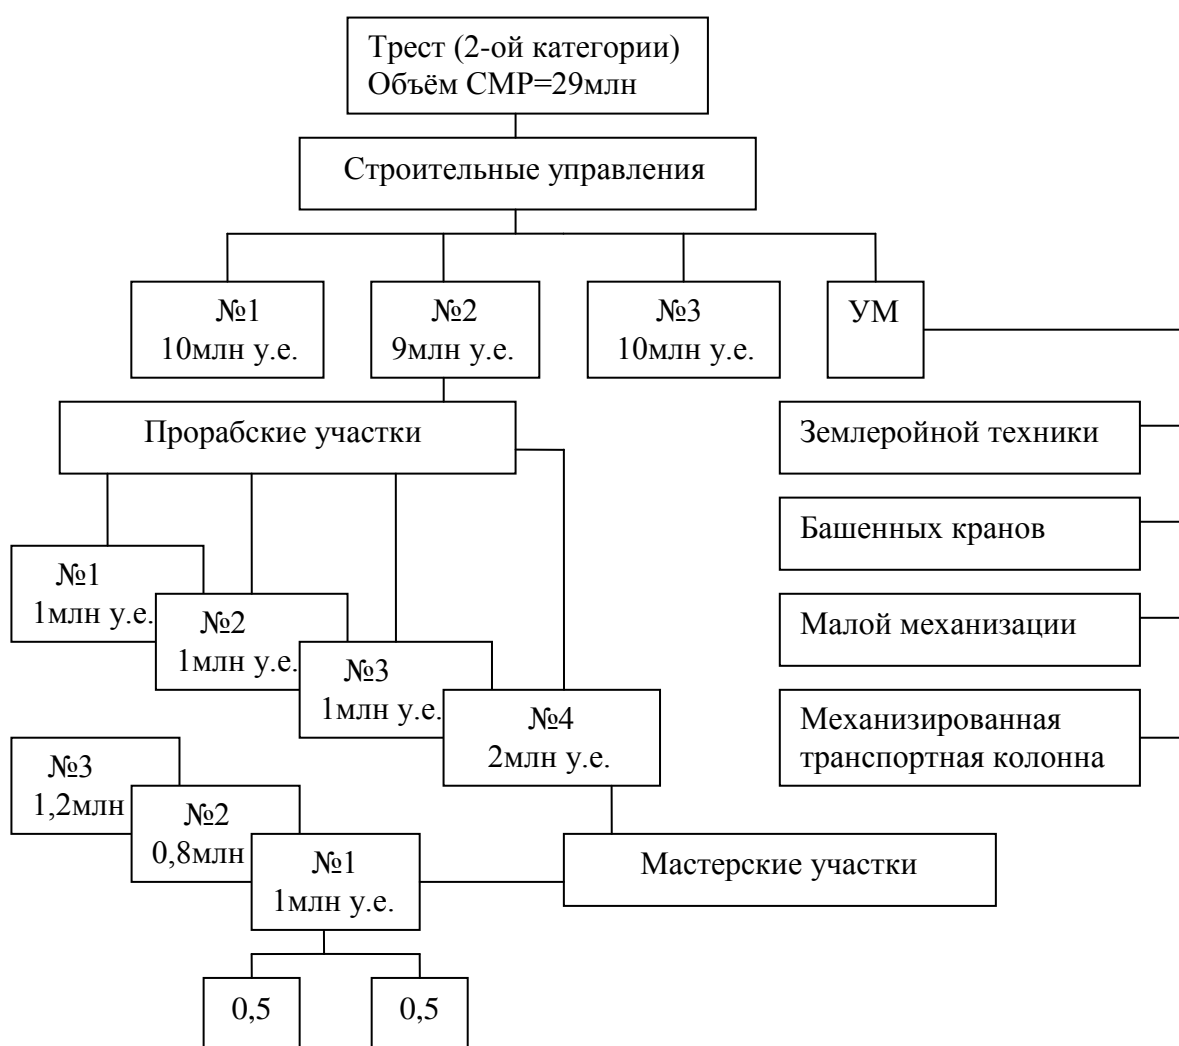 Трест (2-ой категории)
Объём СМР=29млн
Строительные управления
№1
10млн у.е.
№2
9млн у.е.
№3
10млн у.е.
УМ
Прорабские участки
Землеройной техники
Башенных кранов
Малой механизации
Механизированная
транспортная колонна
№1
1млн у.е.
№2
1млн у.е.
№3
1млн у.е.
№4
2млн у.е.
№3
1,2млн
№2
0,8млн
№1
1млн у.е.
Мастерские участки
0,5
0,5